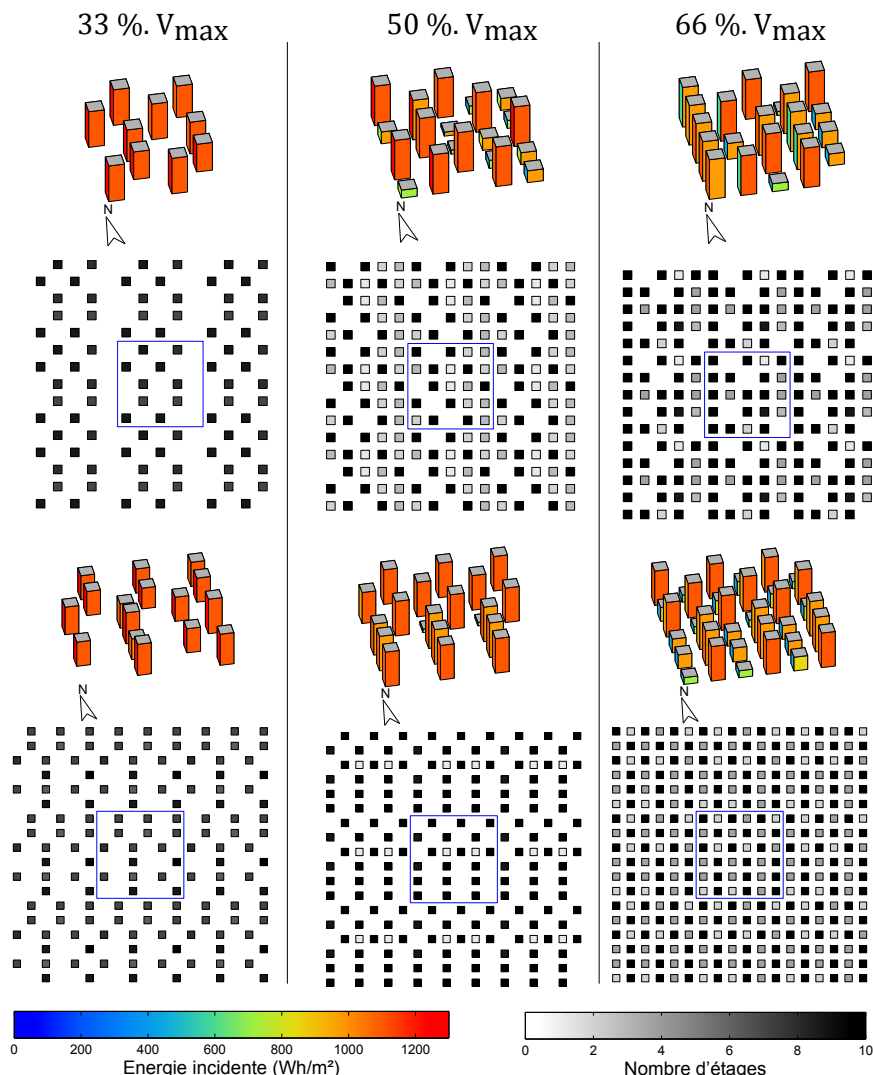 33 %. Vmax
50 %. Vmax
66 %. Vmax
N
N
N
N
N
N
0 200 400 600 800 1000 1200
Energie incidente (Wh/m²)
0 2 4 6 8 10
Nombre d'étages